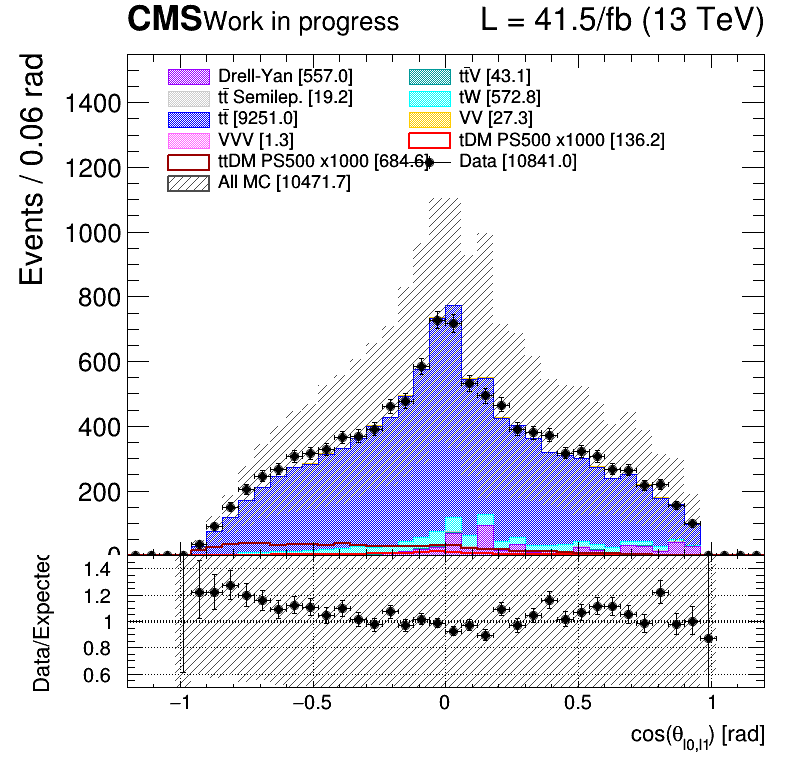 CMS Work in progress L = 41.5/fb (13 TeV)
Events / 0.06 rad
Drell-Yan [557.0] tt̄V [43.1]
tt̄ Semilep. [19.2] tW [572.8]
tt̄ [9251.0] VV [27.3]
VVV [1.3] tDM PS500 x1000 [136.2]
ttDM PS500 x1000 [684.6] Data [10841.0]
All MC [10471.7]
1400
1200
1000
800
600
400
200
0
Data/Expected
1.4
1.2
1
0.8
0.6
−1 −0.5 0 0.5 1
cos(θl0,l1) [rad]